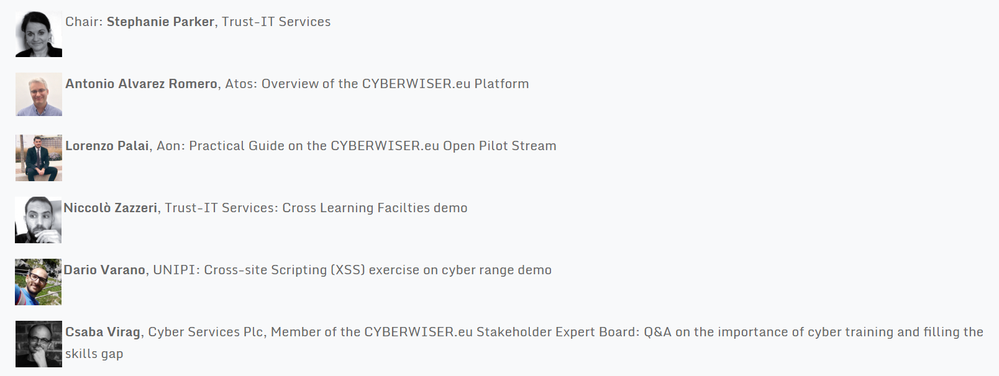 Chair: Stephanie Parker, Trust-IT Services
Antonio Alvarez Romero, Atos: Overview of the CYBERWISER.eu Platform
Lorenzo Palai, Aon: Practical Guide on the CYBERWISER.eu Open Pilot Stream
Niccolò Zazzeri, Trust-IT Services: Cross Learning Facilties demo
Dario Varano, UNIPI: Cross-site Scripting (XSS) exercise on cyber range demo
Csaba Virag, Cyber Services Plc, Member of the CYBERWISER.eu Stakeholder Expert Board: Q&A on the importance of cyber training and filling the
skills gap